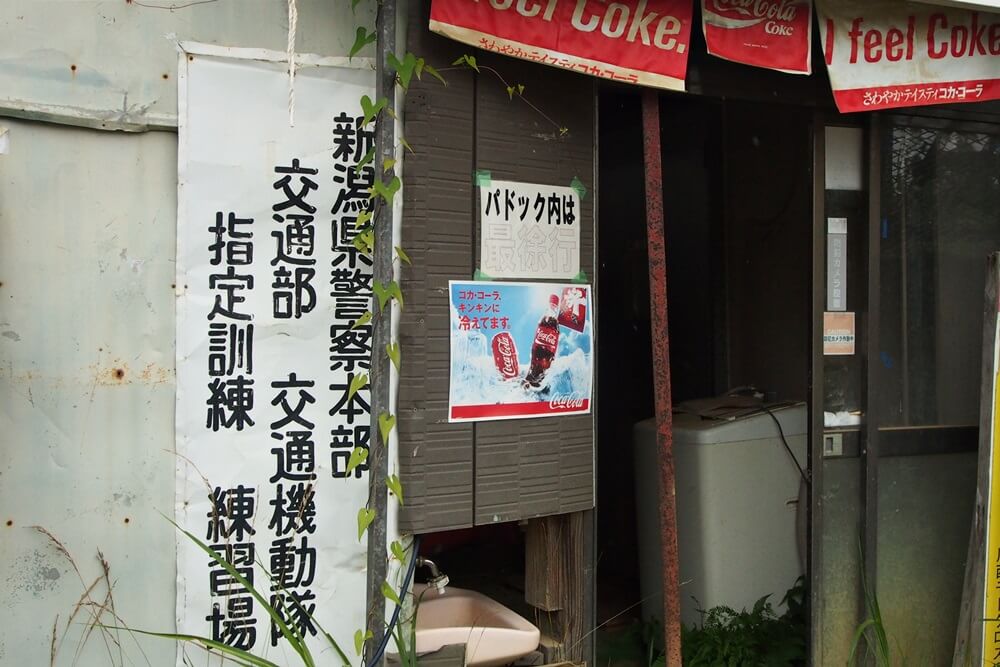 新潟県警察本部
交通部 交通機動隊
指定訓練 練習場
I feel Coke.
さわやかテイスティ コカ・コーラ
Coca-Cola
Coke
I feel Coke
さわやかテイスティ コカ・コーラ
パドック内は
最徐行
コカ・コーラ、
キンキンに
冷えてます。
Coca-Cola
Coca-Cola
Coca-Cola
CAUTION